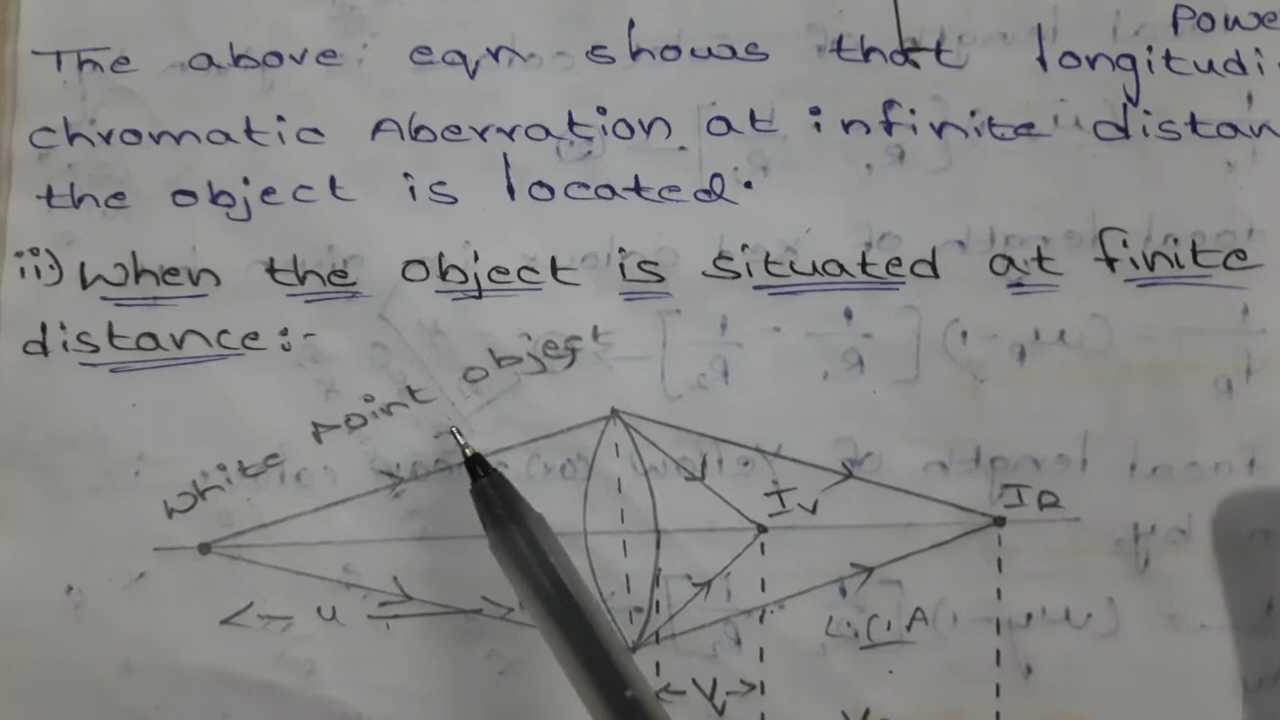 Powe
The above eqn shows that longitudi
chromatic Aberration at infinite distan
the object is located.
ii) When the object is situated at finite
distance:-
White Point object
Iv
IR
<- u
L.C.A
<-V->